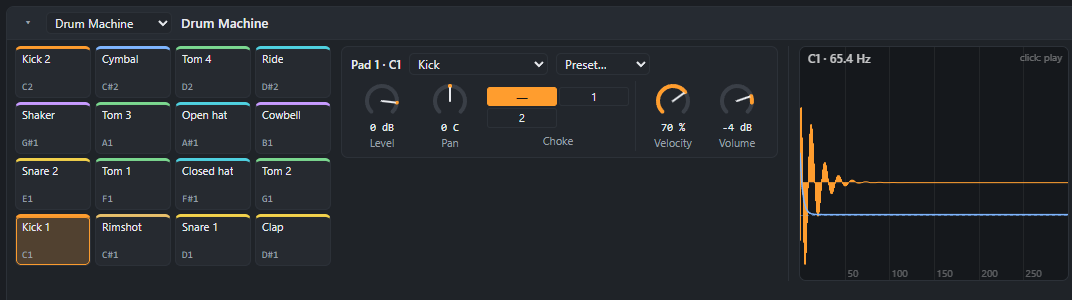 Drum Machine Drum Machine
Kick 2 Cymbal Tom 4 Ride
C2 C#2 D2 D#2
Shaker Tom 3 Open hat Cowbell
G#1 A1 A#1 B1
Snare 2 Tom 1 Closed hat Tom 2
E1 F1 F#1 G1
Kick 1 Rimshot Snare 1 Clap
C1 C#1 D1 D#1
Pad 1 · C1 Kick Preset...
— 1
2
0 dB 0 C 70 % -4 dB
Level Pan Choke Velocity Volume
C1 · 65.4 Hz click: play
50 100 150 200 250